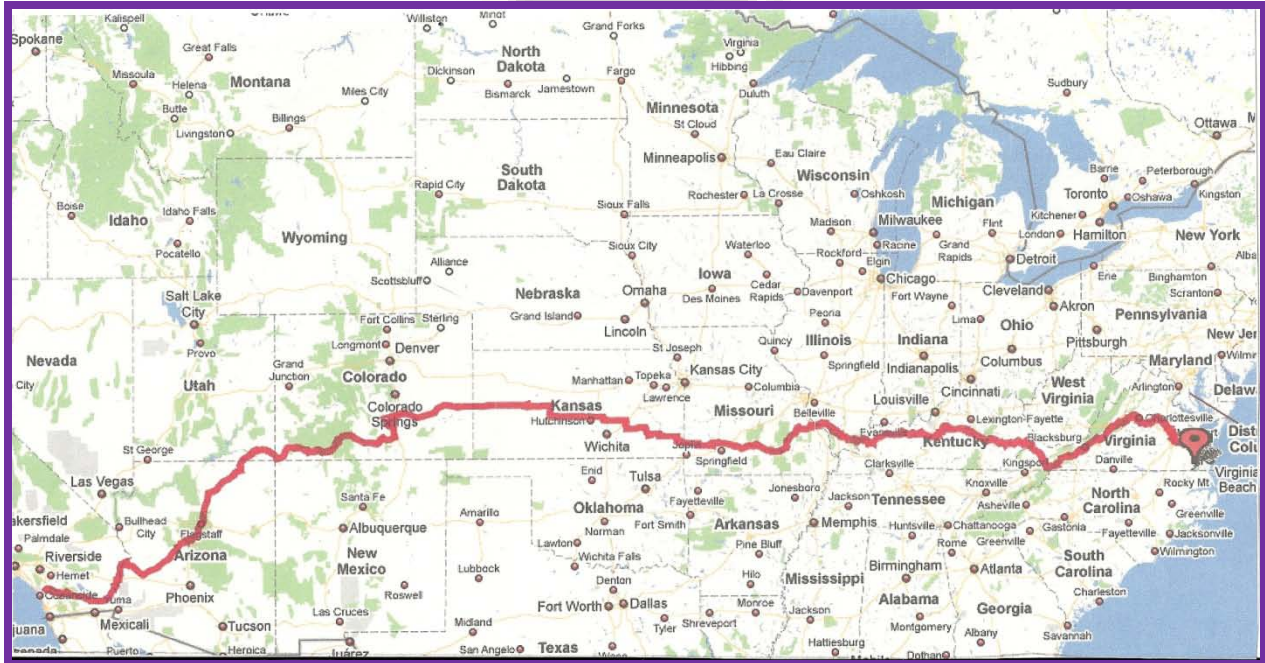 Kalispell
Williston
Minot
Grand Forks
Spokane
Great Falls
Virginia
Hibbing
Missoula
Helena
Montana
Dickinson
North
Dakota
Bismarck
Jamestown
Fargo
Duluth
Sudbury
Butte
Miles City
Minnesota
St Cloud
Ottawa
Livingston
Billings
Minneapolis
Eau Claire
Wisconsin
Barrie
Peterborough
South
Dakota
Rapid City
Rochester
La Crosse
Oshkosh
Toronto
Oshawa
Kingston
Boise
Idaho
Idaho Falls
Sioux Falls
Michigan
Madison
Milwaukee
Flint
Kitchener
London
Hamilton
New York
Wyoming
Pocatello
Sioux City
Waterloo
Rockford
Racine
Elgin
Grand
Rapids
Detroit
Alliance
Scottsbluff
Iowa
Chicago
Erie
Binghamton
Salt Lake
City
Nebraska
Omaha
Des Moines
Cedar
Rapids
Davenport
Fort Wayne
Cleveland
Akron
Scranton
Fort Collins
Sterling
Grand Island
Lincoln
Peoria
Lima
Ohio
Pennsylvania
Provo
Longmont
Denver
St Joseph
Quincy
Illinois
Indiana
Pittsburgh
New Jer
Nevada
City
Utah
Grand
Junction
Colorado
Manhattan
Topeka
Lawrence
Kansas City
Columbia
Springfield
Indianapolis
Columbus
Cincinnati
Maryland
West
Virginia
Arlington
Delaw
Colorado
Springs
Kansas
Hutchinson
Missouri
Belleville
Louisville
Lexington-Fayette
Charlottesville
Dist
Colu
St George
Wichita
Springfield
Kentucky
Blacksburg
Virginia
Las Vegas
Enid
Tulsa
Clarksville
Danville
Virginia
Beach
Santa Fe
Amarillo
Oklahoma
Fayetteville
Jonesboro
Jackson
Tennessee
Knoxville
Rocky Mt
akersfield
Bullhead
City
Flagstaff
Albuquerque
Norman
Fort Smith
Arkansas
Memphis
Huntsville
Chattanooga
Asheville
Gastonia
North
Carolina
Greenville
Palmdale
Riverside
Arizona
New
Mexico
Lawton
Rome
Greenville
Fayetteville
Jacksonville
Hemet
Wichita Falls
Pine Bluff
South
Carolina
Wilmington
Phoenix
Roswell
Lubbock
Denton
Hilo
Mississippi
Birmingham
Atlanta
Charleston
Mexicali
Las Cruces
Fort Worth
Dallas
Monroe
Alabama
Georgia
juana
Tucson
Midland
Tyler
Shreveport
Jackson
Montgomery
Albany
Savannah
Heroica
Juárez
San Angelo
Texas
Hattiesburg
Dothan